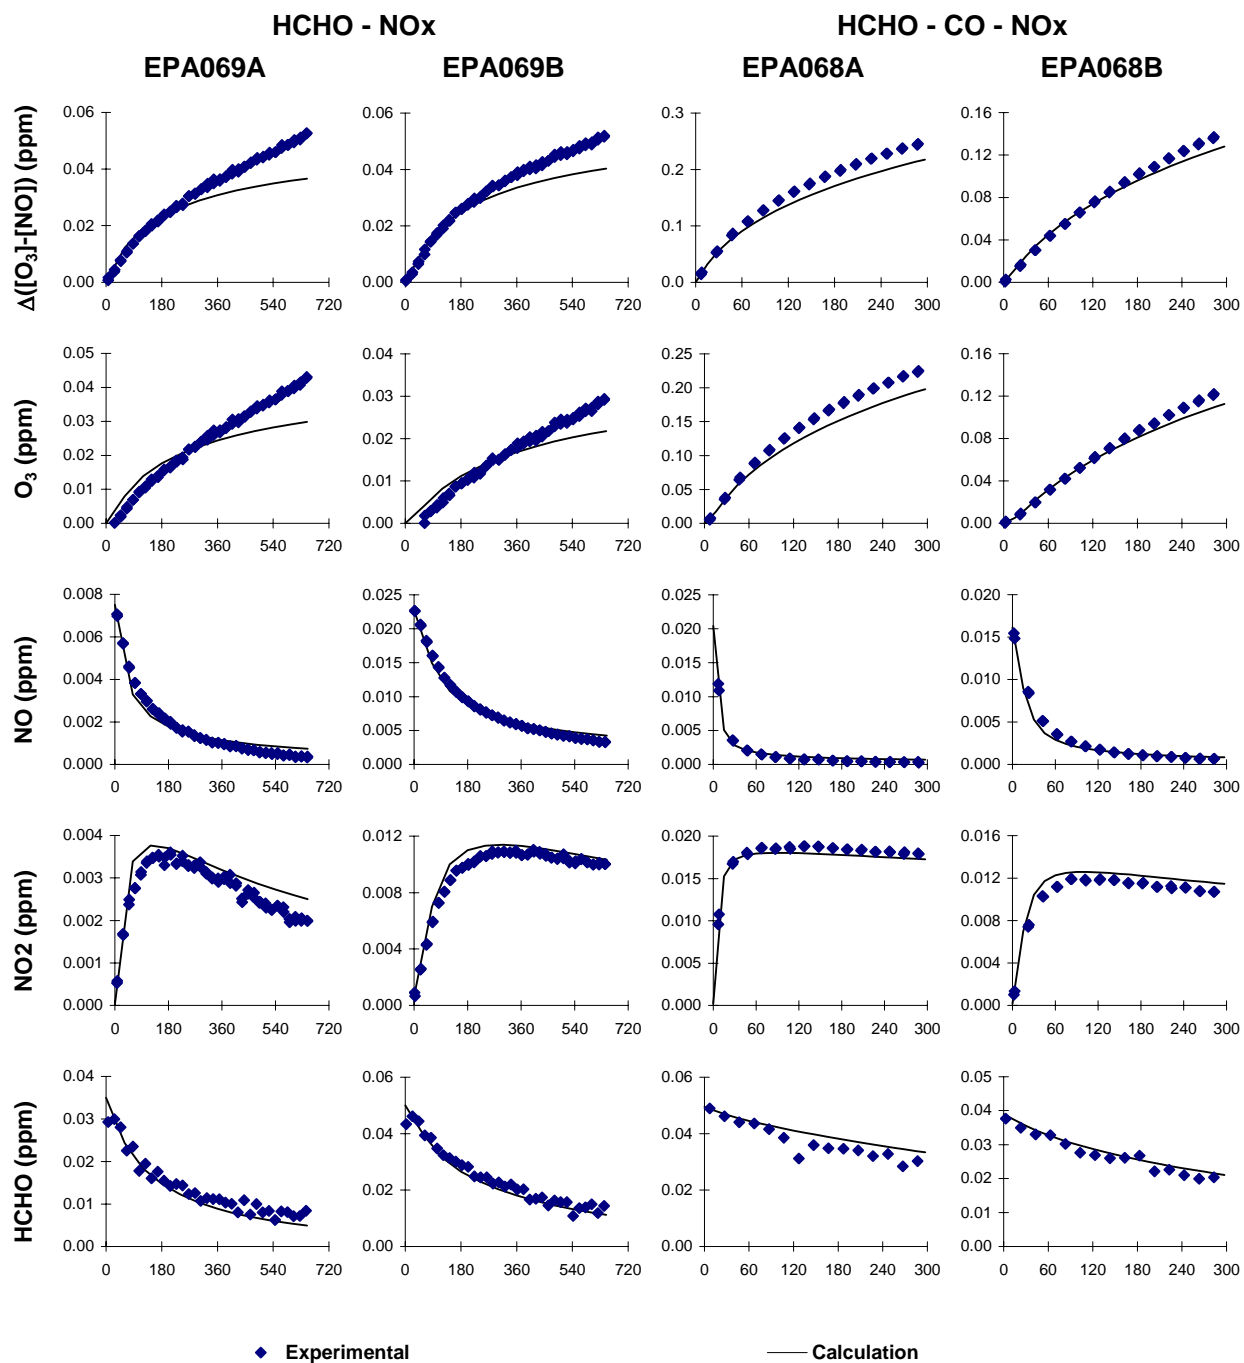 HCHO - NOx HCHO - CO - NOx
EPA069A EPA069B EPA068A EPA068B
Δ([O₃]-[NO]) (ppm)
0.06 0.06 0.3 0.16
0.04 0.04 0.2 0.12
0.08
0.02 0.02 0.1 0.04
0.00 0.00 0.0 0.00
0 180 360 540 720 0 180 360 540 720 0 60 120 180 240 300 0 60 120 180 240 300
O₃ (ppm)
0.05 0.04 0.25 0.16
0.04 0.03 0.20 0.12
0.03 0.02 0.15 0.08
0.02 0.10
0.01 0.01 0.05 0.04
0.00 0.00 0.00 0.00
0 180 360 540 720 0 180 360 540 720 0 60 120 180 240 300 0 60 120 180 240 300
NO (ppm)
0.008 0.025 0.025 0.020
0.006 0.020 0.020 0.015
0.004 0.015 0.015 0.010
0.010 0.010
0.002 0.005 0.005 0.005
0.000 0.000 0.000 0.000
0 180 360 540 720 0 180 360 540 720 0 60 120 180 240 300 0 60 120 180 240 300
NO2 (ppm)
0.004 0.012 0.020 0.016
0.003 0.008 0.015 0.012
0.002 0.010 0.008
0.001 0.004 0.005 0.004
0.000 0.000 0.000 0.000
0 180 360 540 720 0 180 360 540 720 0 60 120 180 240 300 0 60 120 180 240 300
HCHO (ppm)
0.04 0.06 0.06 0.05
0.03 0.04 0.04 0.04
0.02 0.03
0.02 0.02 0.02
0.01 0.01
0.00 0.00 0.00 0.00
0 180 360 540 720 0 180 360 540 720 0 60 120 180 240 300 0 60 120 180 240 300
Experimental Calculation